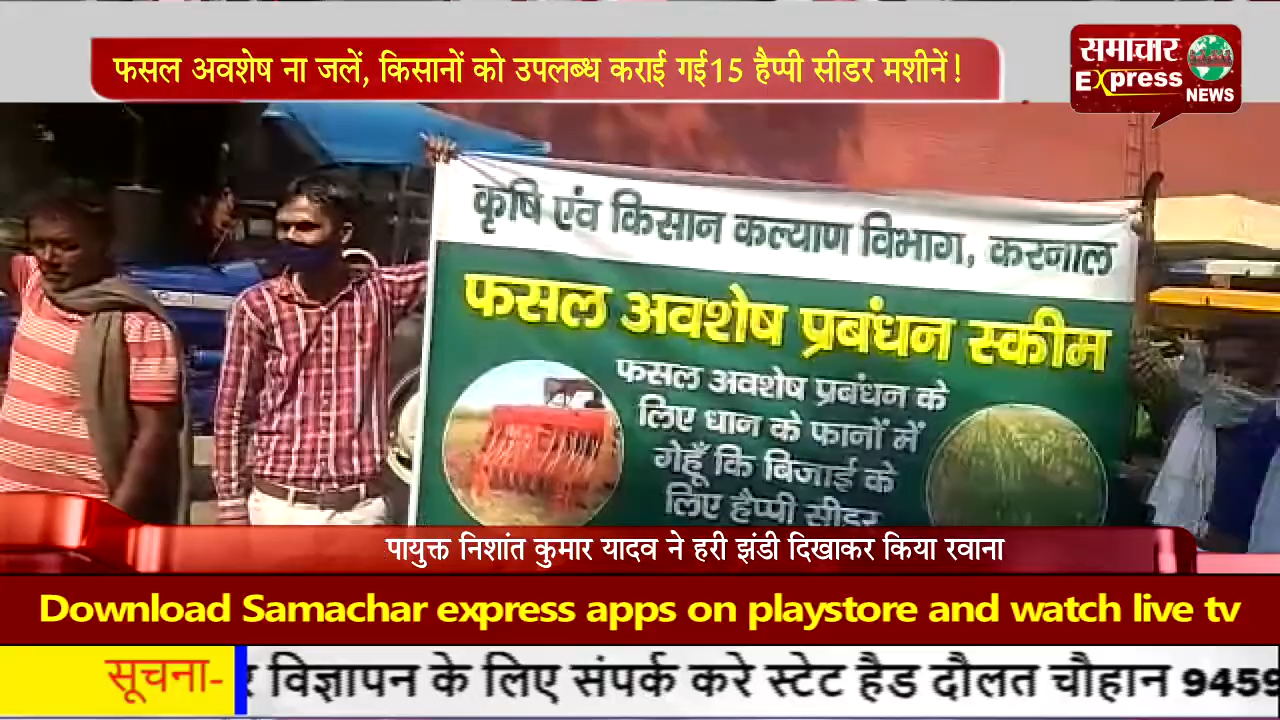 फसल अवशेष ना जलें, किसानों को उपलब्ध कराई गई15 हैप्पी सीडर मशीनें!
समाचार
Express
NEWS
कृषि एंव किसान कल्याण विभाग, करनाल
फसल अवशेष प्रबंधन स्कीम
फसल अवशेष प्रबंधन के
लिए धान के फानों में
गेहूँ कि बिजाई के
लिए हैप्पी सीडर
पायुक्त निशांत कुमार यादव ने हरी झंडी दिखाकर किया रवाना
Download Samachar express apps on playstore and watch live tv
सूचना- विज्ञापन के लिए संपर्क करे स्टेट हैड दौलत चौहान 9459